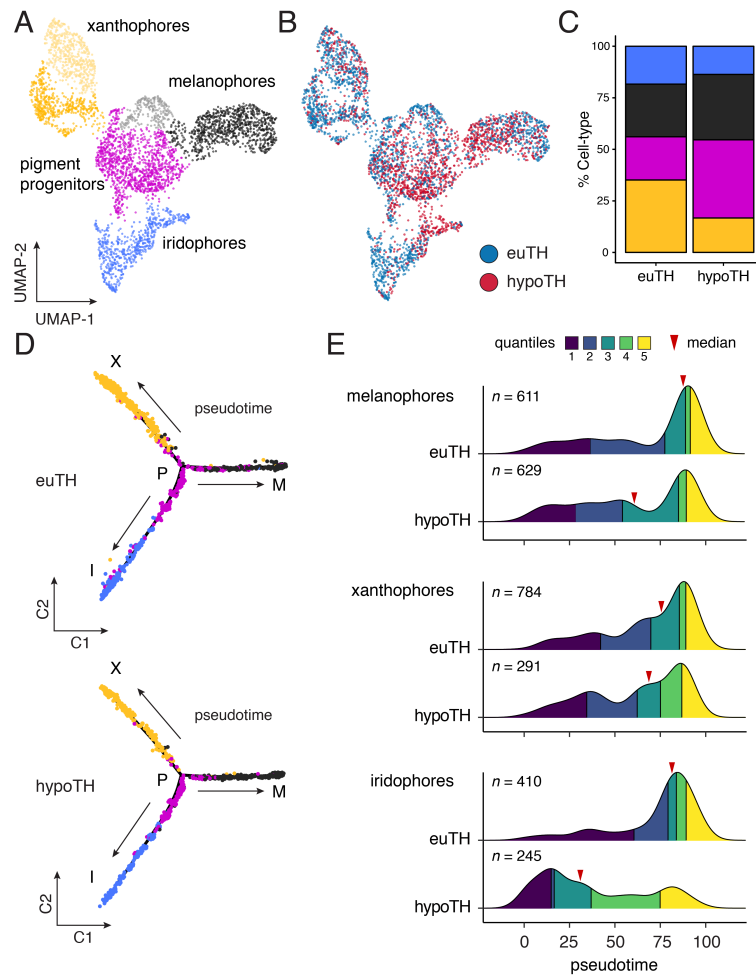 A
xanthophores
melanophores
pigment
progenitors
iridophores
UMAP-2
UMAP-1
B
euTH
hypoTH
C
100
75
50
25
0
% Cell-type
euTH
hypoTH
D
X
pseudotime
P
M
euTH
I
C2
C1
X
pseudotime
P
M
hypoTH
I
C2
C1
E
quantiles
1 2 3 4 5
median
melanophores
n = 611
euTH
n = 629
hypoTH
xanthophores
n = 784
euTH
n = 291
hypoTH
iridophores
n = 410
euTH
n = 245
hypoTH
0 25 50 75 100
pseudotime